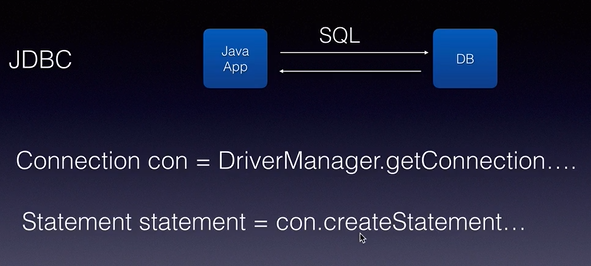 SQL
JDBC
Java
App
DB
Connection con = DriverManager.getConnection....
Statement statement = con.createStatement...